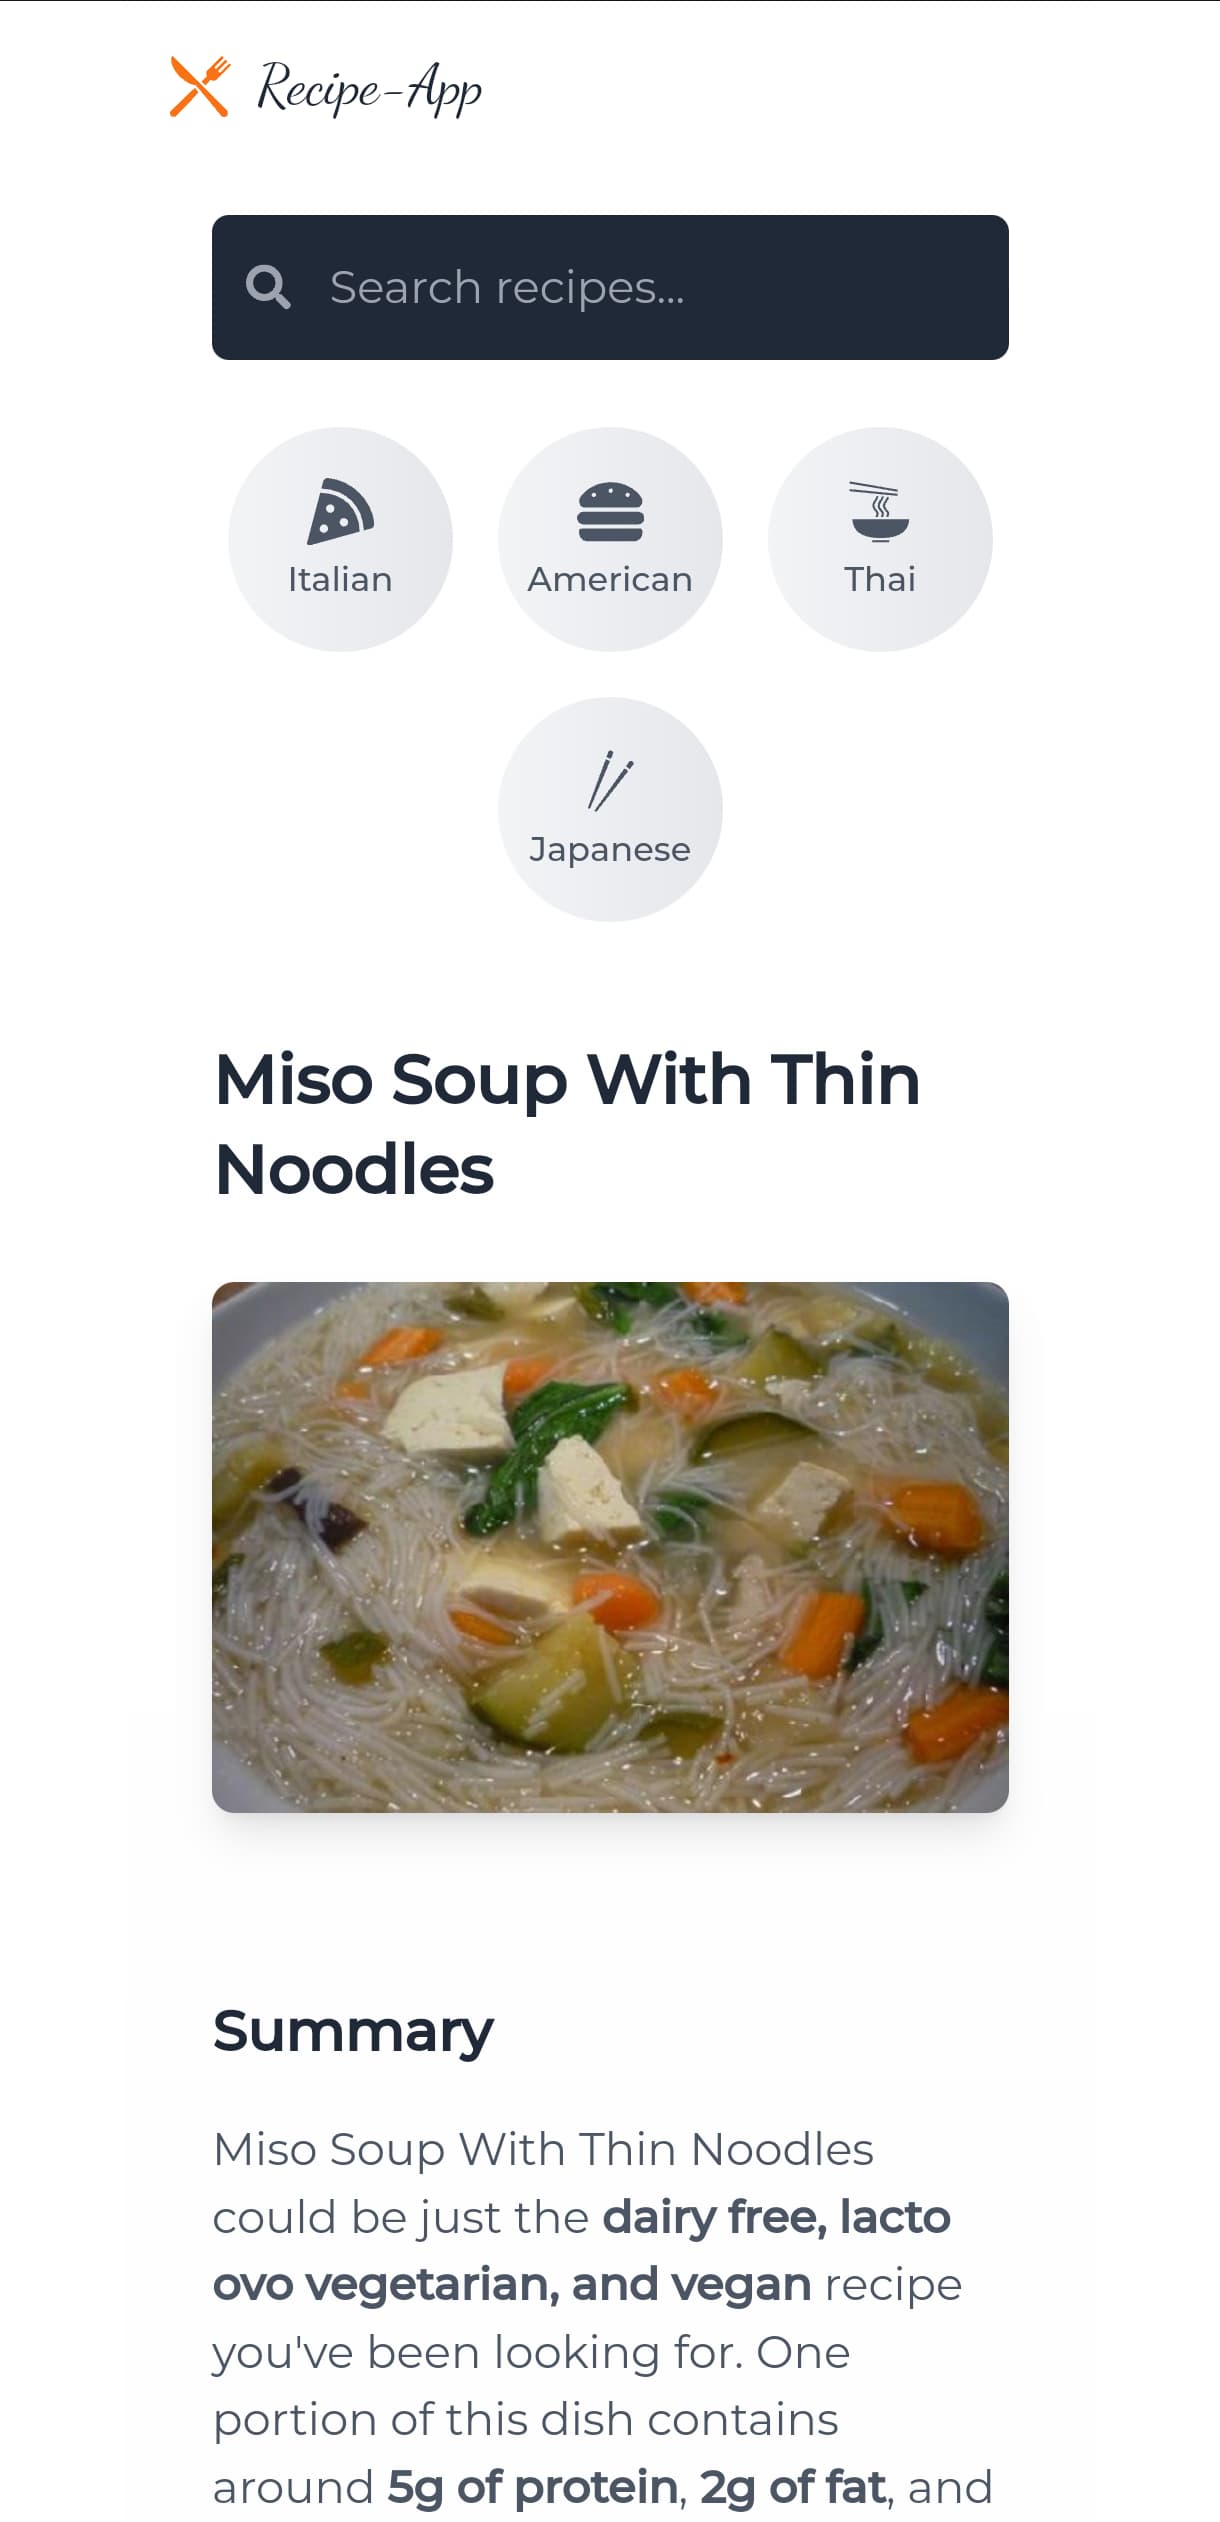 Recipe-App
Search recipes...
Italian
American
Thai
Japanese
Miso Soup With Thin
Noodles
Summary
Miso Soup With Thin Noodles
could be just the dairy free, lacto
ovo vegetarian, and vegan recipe
you've been looking for. One
portion of this dish contains
around 5g of protein, 2g of fat, and